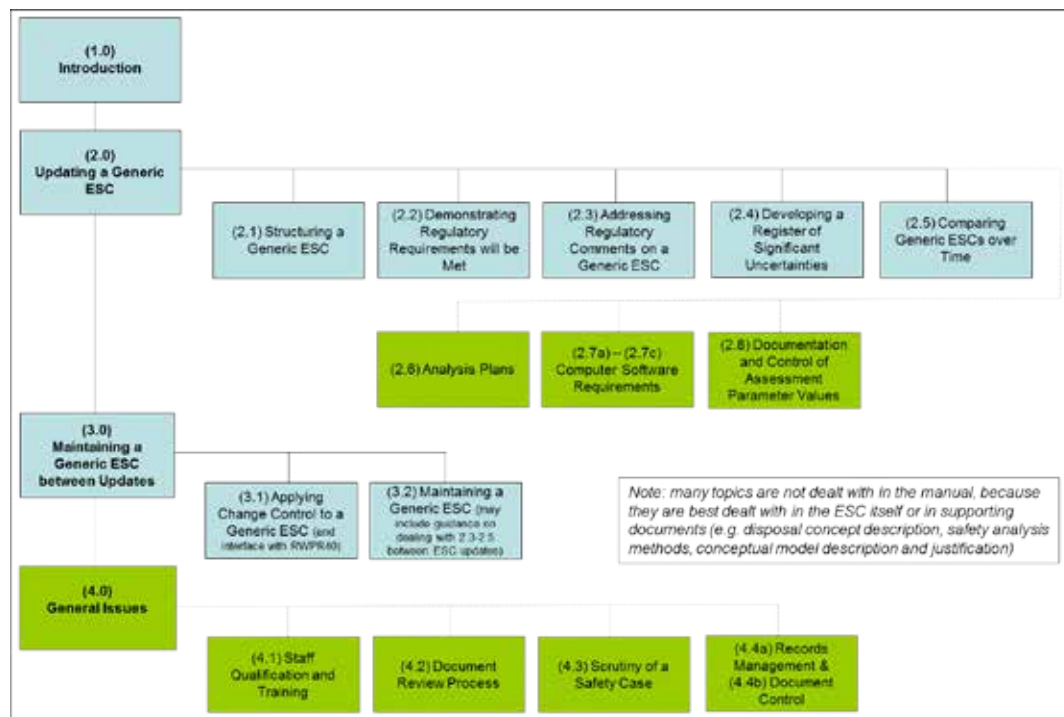 (1.0)
Introduction
(2.0)
Updating a Generic
ESC
(2.1) Structuring a
Generic ESC
(2.2) Demonstrating
Regulatory
Requirements will be
Met
(2.3) Addressing
Regulatory
Comments on a
Generic ESC
(2.4) Developing a
Register of
Significant
Uncertainties
(2.5) Comparing
Generic ESCs over
Time
(2.6) Analysis Plans
(2.7a) – (2.7c)
Computer Software
Requirements
(2.8) Documentation
and Control of
Assessment
Parameter Values
(3.0)
Maintaining a
Generic ESC
between Updates
(3.1) Applying
Change Control to a
Generic ESC (and
interface with RWPR40)
(3.2) Maintaining a
Generic ESC (may
include guidance on
dealing with 2.3-2.5
between ESC updates)
Note: many topics are not dealt with in the manual, because
they are best dealt with in the ESC itself or in supporting
documents (e.g. disposal concept description, safety analysis
methods, conceptual model description and justification)
(4.0)
General Issues
(4.1) Staff
Qualification and
Training
(4.2) Document
Review Process
(4.3) Scrutiny of a
Safety Case
(4.4a) Records
Management &
(4.4b) Document
Control